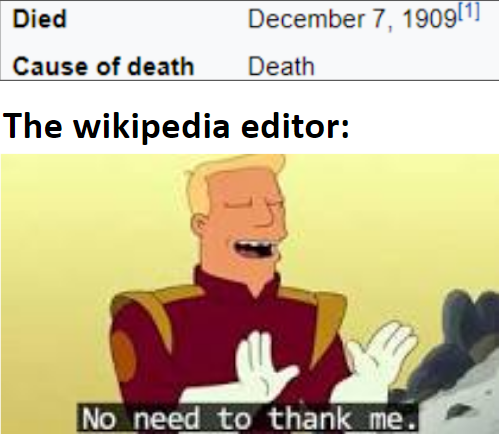 Died December 7, 1909[1]
Cause of death Death
The wikipedia editor:
No need to thank me.